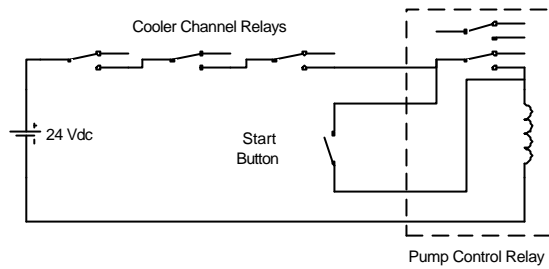 Cooler Channel Relays
24 Vdc
Start
Button
Pump Control Relay